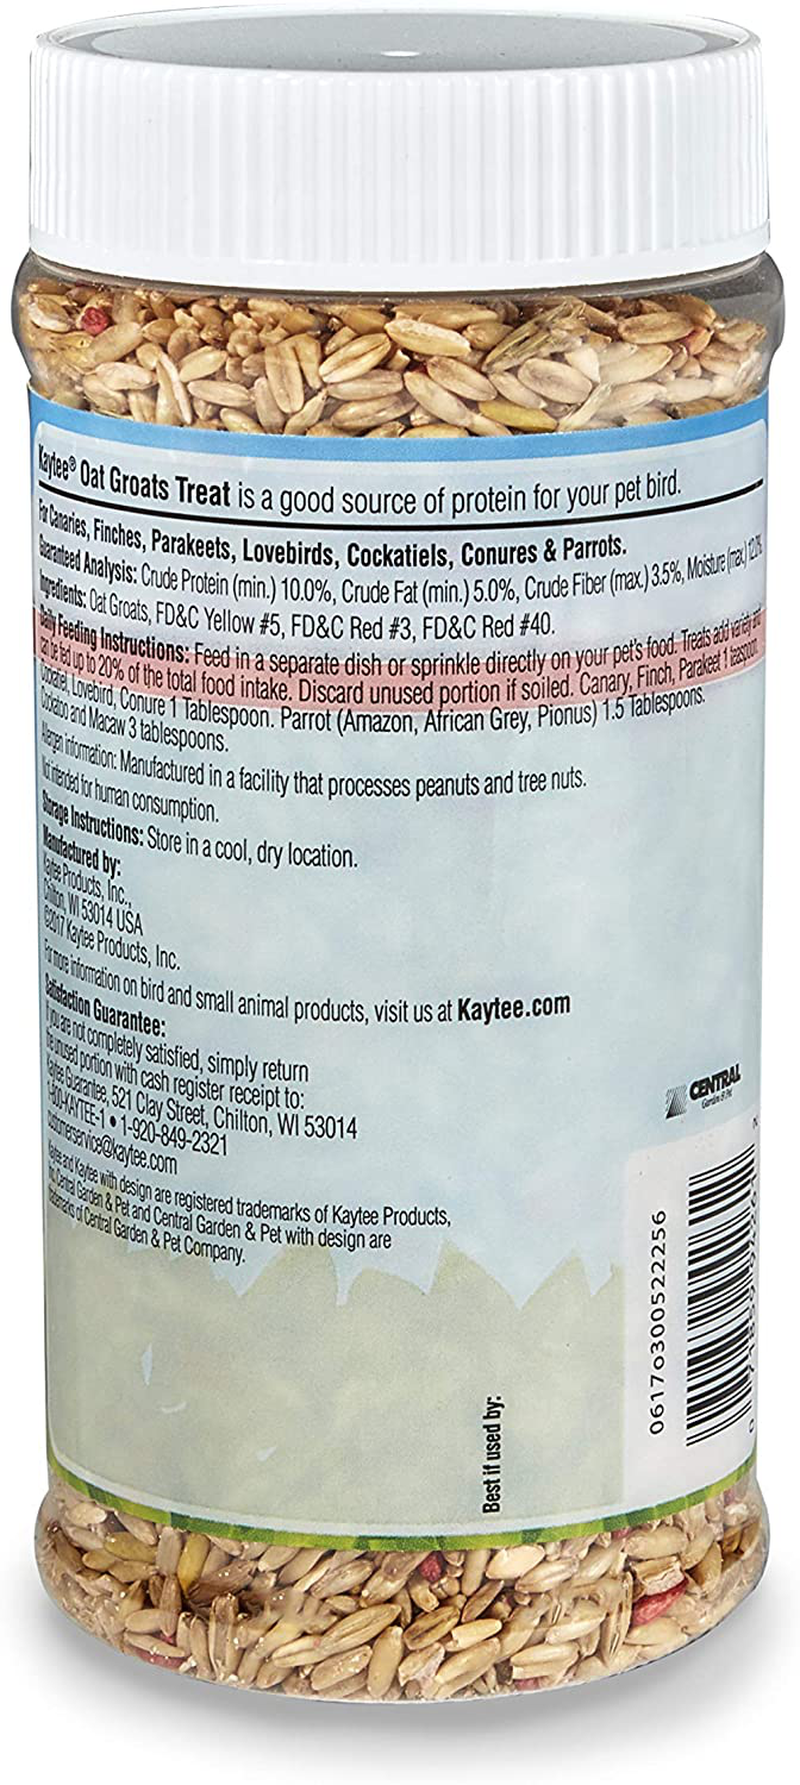 Kaytee® Oat Groats Treat is a good source of protein for your pet bird.
For Canaries, Finches, Parakeets, Lovebirds, Cockatiels, Conures & Parrots.
Guaranteed Analysis: Crude Protein (min.) 10.0%, Crude Fat (min.) 5.0%, Crude Fiber (max.) 3.5%, Moisture (max.) 12.0%
Ingredients: Oat Groats, FD&C Yellow #5, FD&C Red #3, FD&C Red #40.
Daily Feeding Instructions: Feed in a separate dish or sprinkle directly on your pet's food. Treats add variety and
can be fed up to 20% of the total food intake. Discard unused portion if soiled. Canary, Finch, Parakeet 1 teaspoon.
Cockatiel, Lovebird, Conure 1 Tablespoon. Parrot (Amazon, African Grey, Pionus) 1.5 Tablespoons.
Cockatoo and Macaw 3 tablespoons.
Allergen information: Manufactured in a facility that processes peanuts and tree nuts.
Not intended for human consumption.
Storage Instructions: Store in a cool, dry location.
Manufactured by:
Kaytee Products, Inc.,
Chilton, WI 53014 USA
©2017 Kaytee Products, Inc.
For more information on bird and small animal products, visit us at Kaytee.com
Satisfaction Guarantee:
If you are not completely satisfied, simply return
the unused portion with cash register receipt to:
Kaytee Guarantee, 521 Clay Street, Chilton, WI 53014
1-800-KAYTEE-1 • 1-920-849-2321
customerservice@kaytee.com
Kaytee and Kaytee with design are registered trademarks of Kaytee Products,
Inc. Central Garden & Pet and Central Garden & Pet with design are
trademarks of Central Garden & Pet Company.
CENTRAL
Garden & Pet
0617030052256
Best if used by: